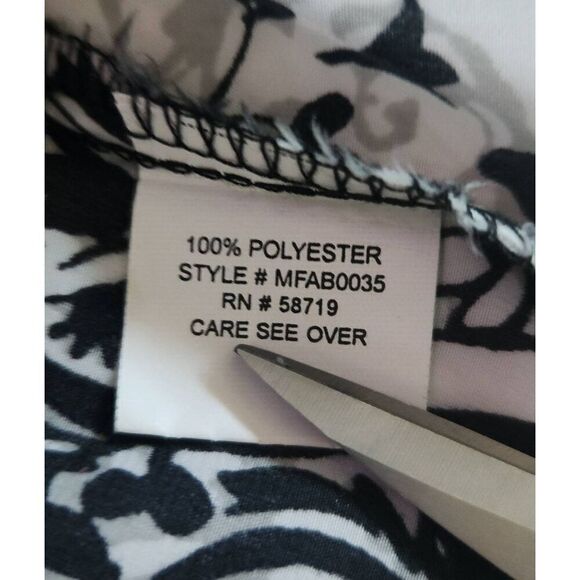 100% POLYESTER
STYLE # MFAB0035
RN # 58719
CARE SEE OVER